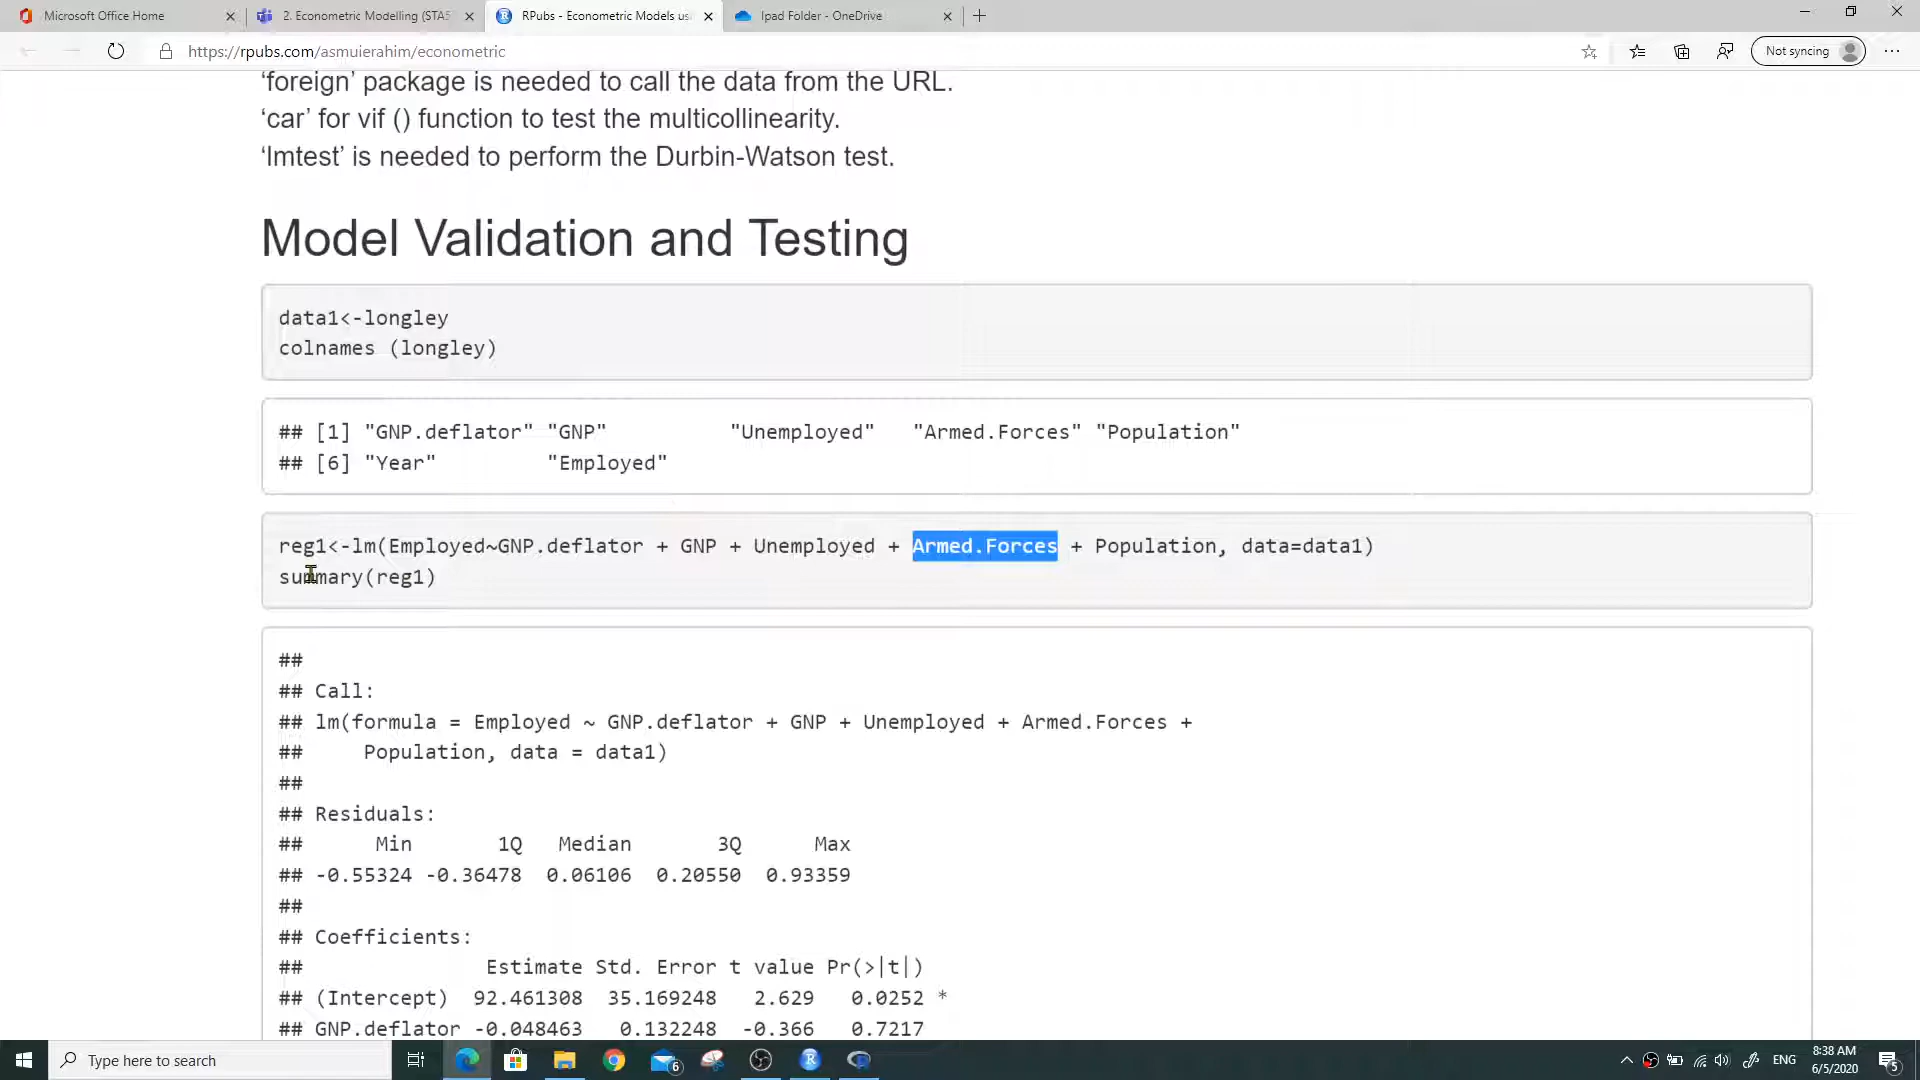 Microsoft Office Home
2. Econometric Modelling (STA5
RPubs - Econometric Models us
Ipad Folder - OneDrive
https://rpubs.com/asmuierahim/econometric
Not syncing
‘foreign’ package is needed to call the data from the URL.
‘car’ for vif () function to test the multicollinearity.
‘lmtest’ is needed to perform the Durbin-Watson test.
Model Validation and Testing
data1<-longley
colnames (longley)
## [1] "GNP.deflator" "GNP" "Unemployed" "Armed.Forces" "Population"
## [6] "Year" "Employed"
reg1<-lm(Employed~GNP.deflator + GNP + Unemployed + Armed.Forces + Population, data=data1)
summary(reg1)
##
## Call:
## lm(formula = Employed ~ GNP.deflator + GNP + Unemployed + Armed.Forces +
## Population, data = data1)
##
## Residuals:
## Min 1Q Median 3Q Max
## -0.55324 -0.36478 0.06106 0.20550 0.93359
##
## Coefficients:
## Estimate Std. Error t value Pr(>|t|)
## (Intercept) 92.461308 35.169248 2.629 0.0252 *
## GNP.deflator -0.048463 0.132248 -0.366 0.7217
Type here to search
6
ENG
8:38 AM
6/5/2020
5